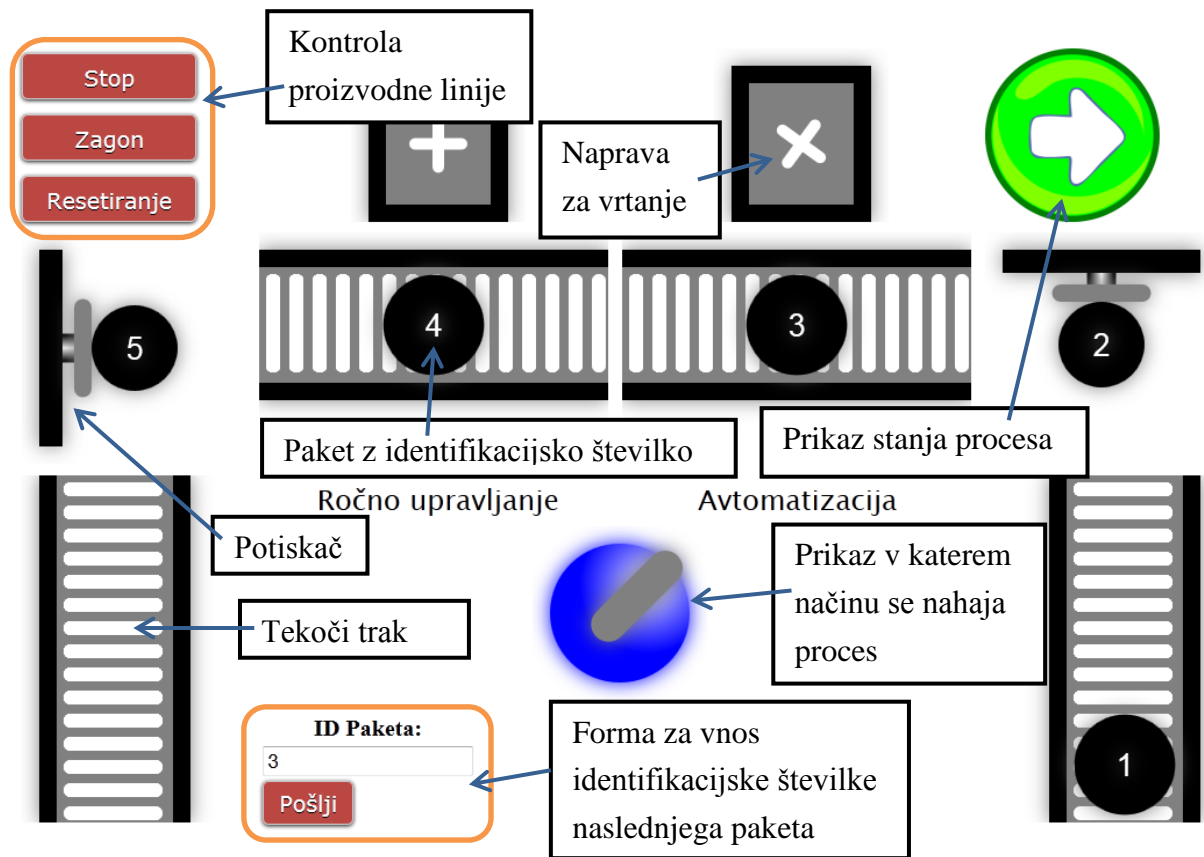 Stop
Zagon
Resetiranje
Kontrola
proizvodne linije
Naprava
za vrtanje
5
4
3
2
Paket z identifikacijsko številko
Prikaz stanja procesa
Ročno upravljanje
Avtomatizacija
Potiskač
Tekoči trak
Prikaz v katerem
načinu se nahaja
proces
ID Paketa:
3
Pošlji
Forma za vnos
identifikacijske številke
naslednjega paketa
1